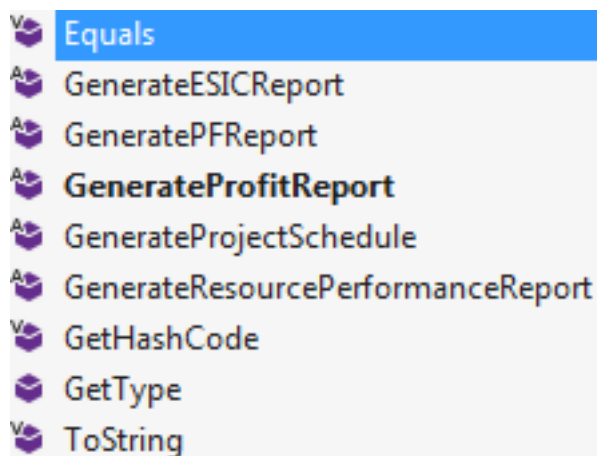 V Equals
A GenerateESICReport
A GeneratePFReport
A GenerateProfitReport
A GenerateProjectSchedule
A GenerateResourcePerformanceReport
V GetHashCode
GetType
V ToString